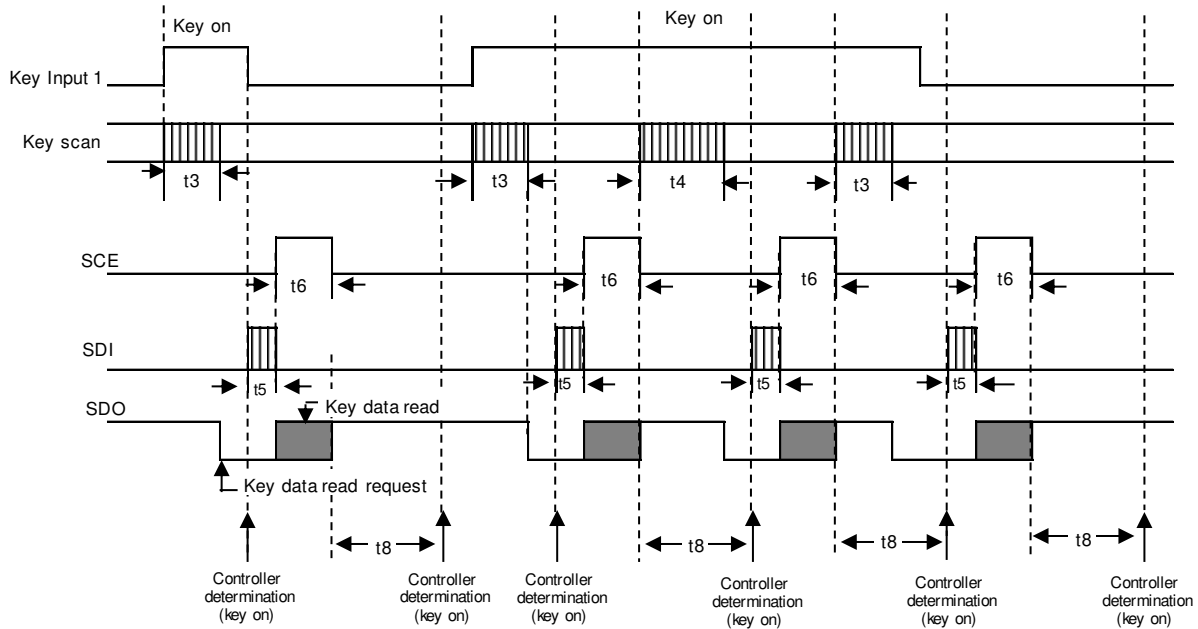 Key on
Key on
Key Input 1
Key scan
t3
t3
t4
t3
SCE
t6
t6
t6
t6
SDI
t5
t5
t5
t5
SDO
Key data read
Key data read request
t8
t8
t8
t8
Controller
determination
(key on)
Controller
determination
(key on)
Controller
determination
(key on)
Controller
determination
(key on)
Controller
determination
(key on)
Controller
determination
(key on)